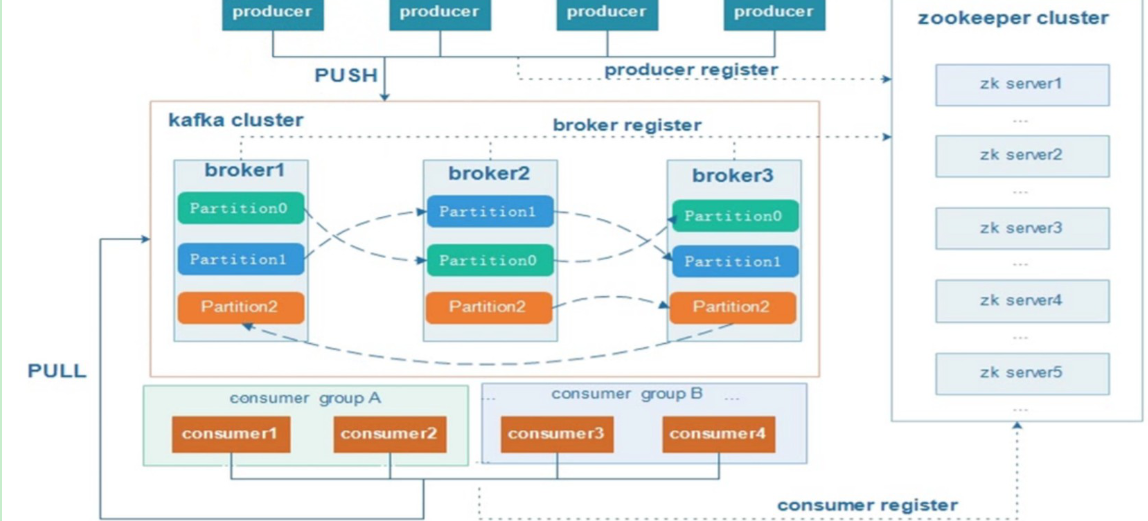 producer
producer
producer
producer
zookeeper cluster
PUSH
producer register
zk server1
...
kafka cluster
broker register
zk server2
...
broker1
broker2
broker3
Partition0
Partition1
Partition0
zk server3
...
Partition1
Partition0
Partition1
Partition2
Partition2
Partition2
zk server4
...
PULL
zk server5
...
consumer group A
...
consumer group B
...
consumer1
consumer2
consumer3
consumer4
...
consumer register